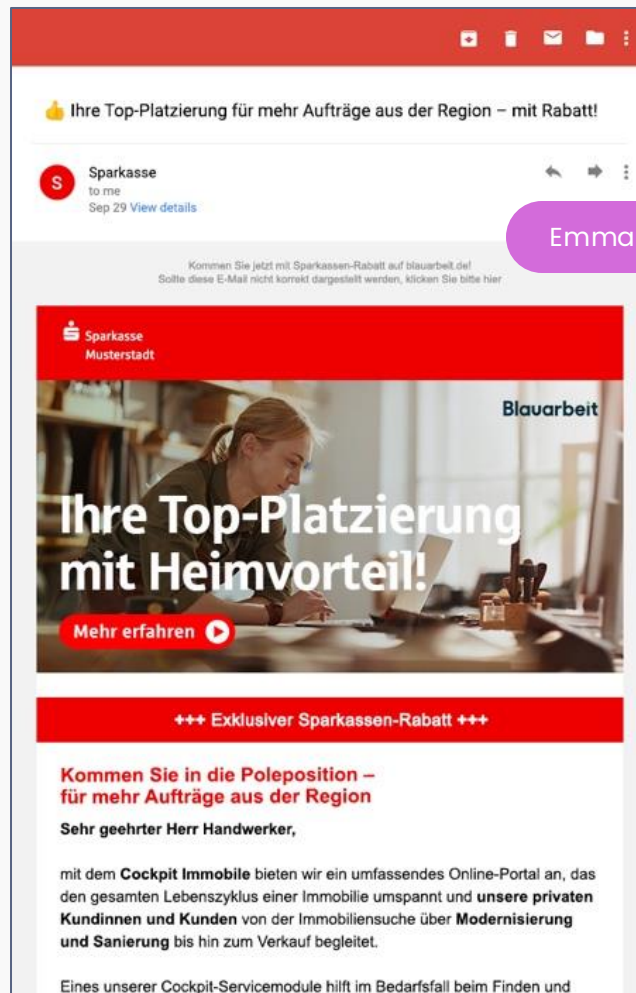 👍 Ihre Top-Platzierung für mehr Aufträge aus der Region – mit Rabatt!
S
Sparkasse
to me
Sep 29 View details
Emma
Kommen Sie jetzt mit Sparkassen-Rabatt auf blauarbeit.de!
Sollte diese E-Mail nicht korrekt dargestellt werden, klicken Sie bitte hier
Sparkasse
Musterstadt
Blauarbeit
Ihre Top-Platzierung
mit Heimvorteil!
Mehr erfahren
+++ Exklusiver Sparkassen-Rabatt +++
Kommen Sie in die Poleposition –
für mehr Aufträge aus der Region
Sehr geehrter Herr Handwerker,
mit dem Cockpit Immobile bieten wir ein umfassendes Online-Portal an, das
den gesamten Lebenszyklus einer Immobilie umspannt und unsere privaten
Kundinnen und Kunden von der Immobiliensuche über Modernisierung
und Sanierung bis hin zum Verkauf begleitet.
Eines unserer Cockpit-Servicemodule hilft im Bedarfsfall beim Finden und